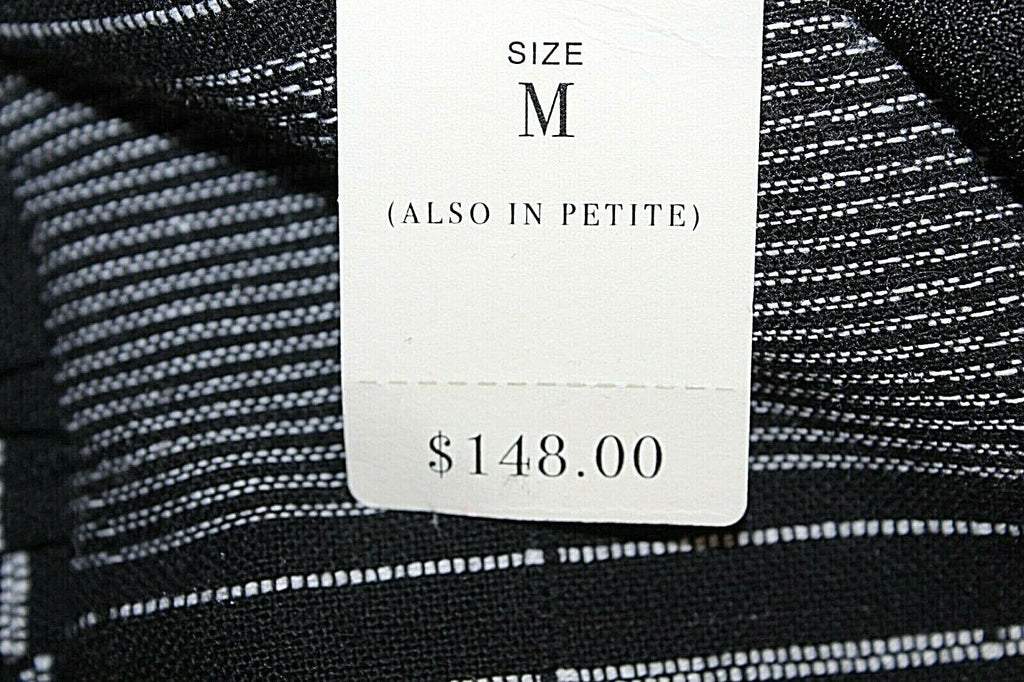 SIZE
M
(ALSO IN PETITE)
$148.00